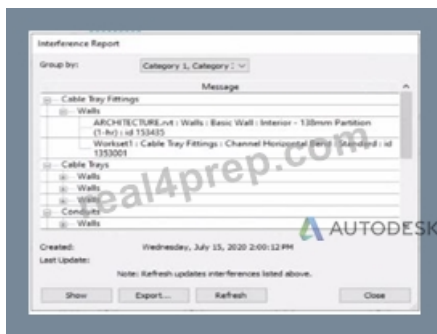 Interference Report
Group by: Category 1, Category :
Message
Cable Tray Fittings
Walls
ARCHITECTURE.rvt : Walls : Basic Wall : Interior - 138mm Partition
(1-hr) : id 153435
Workset1 : Cable Tray Fittings : Channel Horizontal Bend : Standard : id
1353001
Cable Trays
Walls
Walls
Walls
Conduits
Walls
real4prep.com
AUTODESK
Created: Wednesday, July 15, 2020 2:00:12 PM
Last Update:
Note: Refresh updates interferences listed above.
Show Export... Refresh Close